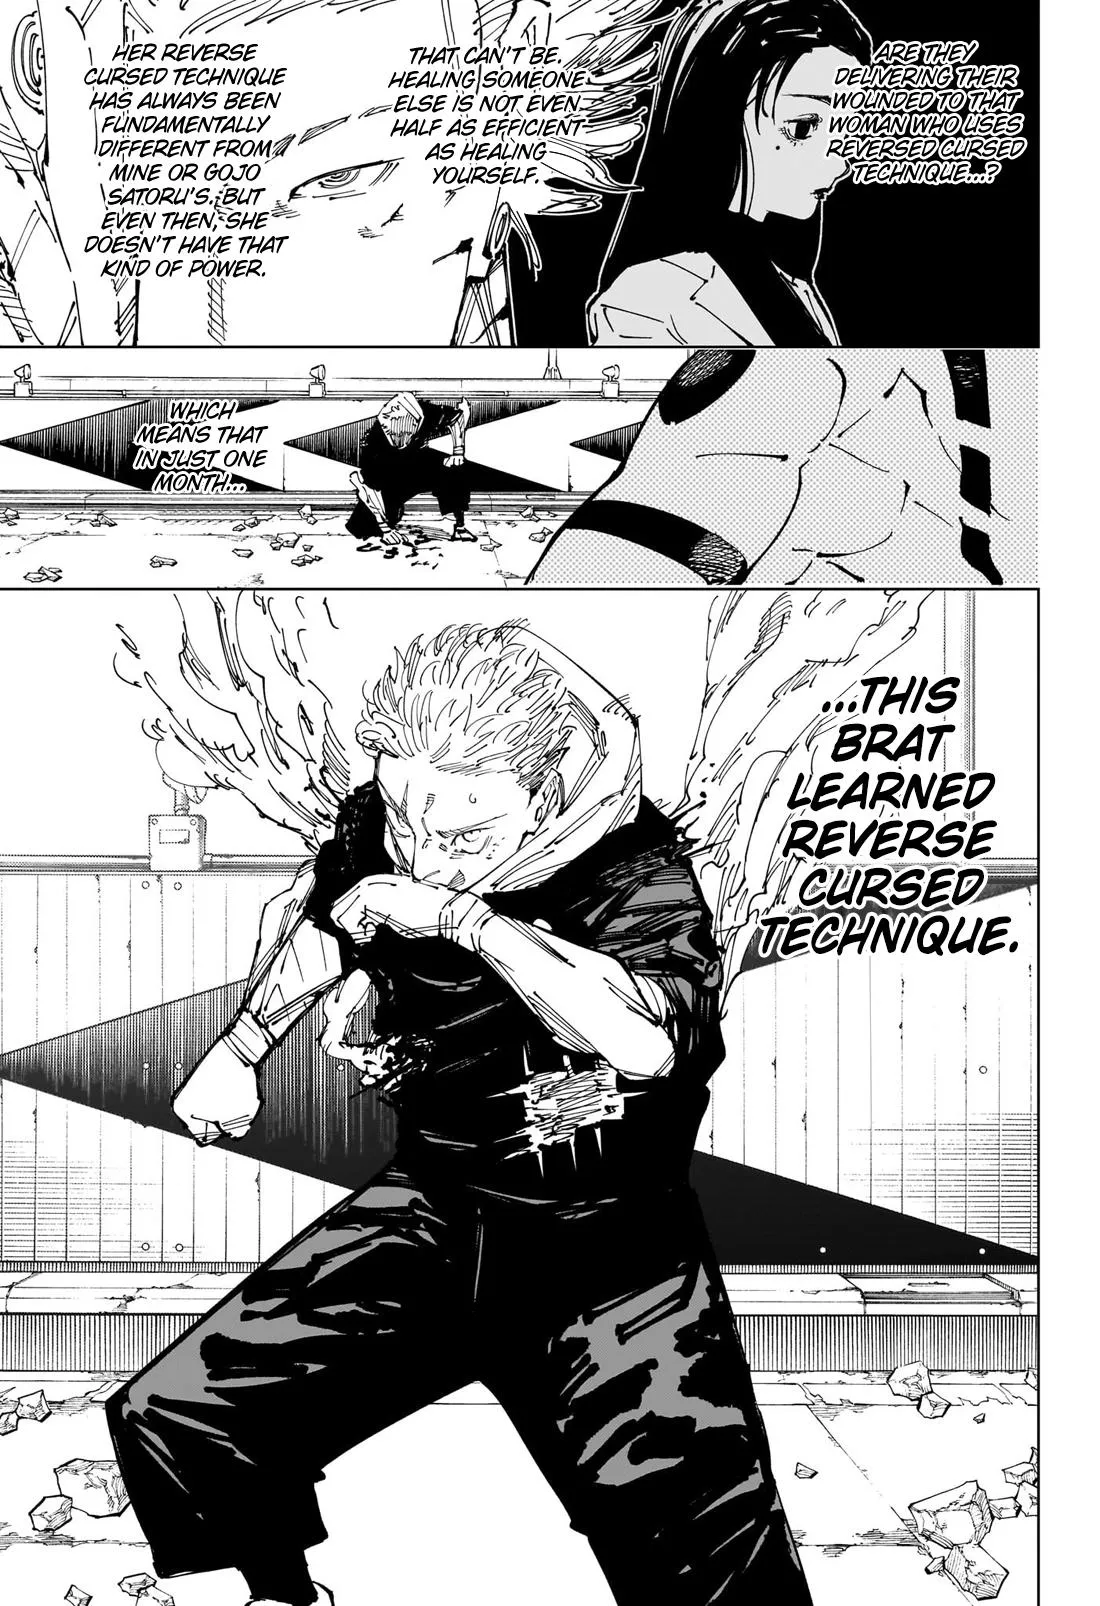 ARE THEY
DELIVERING THEIR
WOUNDED TO THAT
WOMAN WHO USES
REVERSED CURSED
TECHNIQUE...?
THAT CAN'T BE.
HEALING SOMEONE
ELSE IS NOT EVEN
HALF AS EFFICIENT
AS HEALING
YOURSELF.
HER REVERSE
CURSED TECHNIQUE
HAS ALWAYS BEEN
FUNDAMENTALLY
DIFFERENT FROM
MINE OR GOJO
SATORU'S. BUT
EVEN THEN, SHE
DOESN'T HAVE THAT
KIND OF POWER.
WHICH
MEANS THAT
IN JUST ONE
MONTH...
...THIS
BRAT
LEARNED
REVERSE
CURSED
TECHNIQUE.